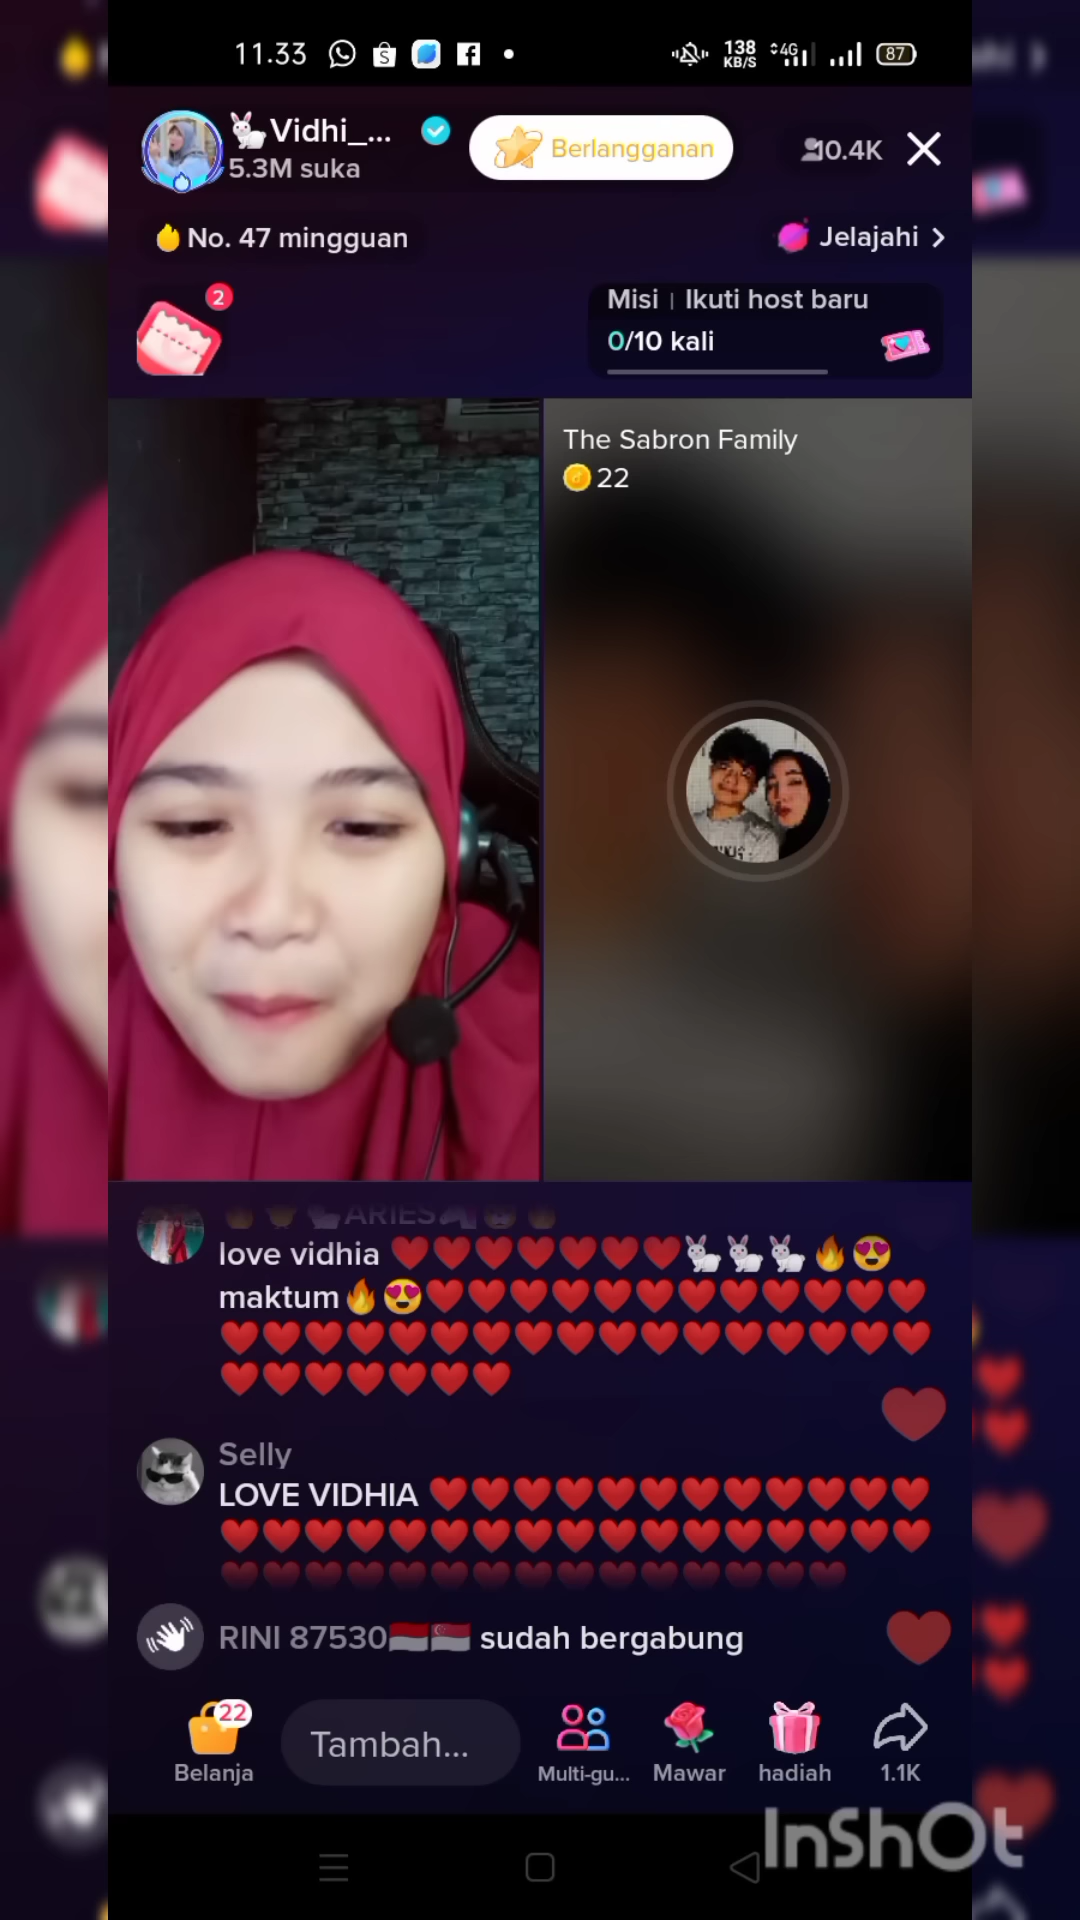 11.33
138
KB/S
4G
87
🐇Vidhi_...
Berlangganan
10.4K
5.3M suka
No. 47 mingguan
Jelajahi >
2
Misi | Ikuti host baru
0/10 kali
The Sabron Family
22
ARIES
love vidhia ❤️❤️❤️❤️❤️❤️❤️🐇🐇🐇🔥😍
maktum🔥😍❤️❤️❤️❤️❤️❤️❤️❤️❤️❤️❤️❤️
❤️❤️❤️❤️❤️❤️❤️❤️❤️❤️❤️❤️❤️❤️❤️❤️❤️
❤️❤️❤️❤️❤️❤️❤️
Selly
LOVE VIDHIA ❤️❤️❤️❤️❤️❤️❤️❤️❤️❤️❤️❤️
❤️❤️❤️❤️❤️❤️❤️❤️❤️❤️❤️❤️❤️❤️❤️❤️❤️
❤️❤️❤️❤️❤️❤️❤️❤️❤️❤️❤️❤️❤️❤️❤️
RINI 87530🇮🇩🇸🇬 sudah bergabung
22
Belanja
Tambah...
Multi-gu...
Mawar
hadiah
1.1K
InShOt